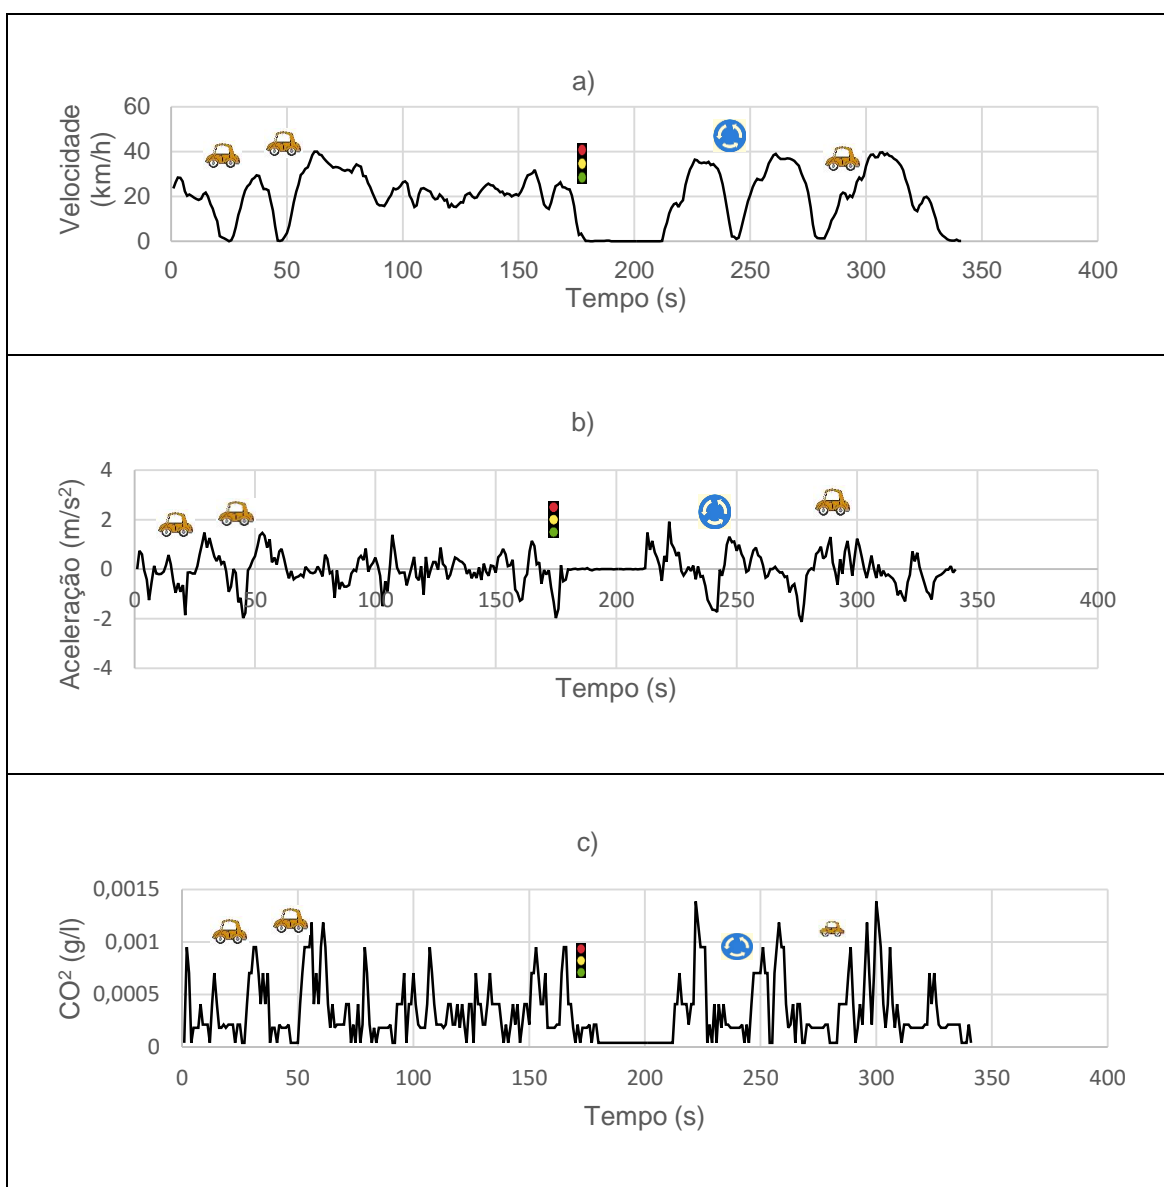 a)
Velocidade
(km/h)
60
40
20
0
0 50 100 150 200 250 300 350 400
Tempo (s)
b)
Aceleração (m/s²)
4
2
0
-2
-4
0 50 100 150 200 250 300 350 400
Tempo (s)
c)
CO² (g/l)
0,0015
0,001
0,0005
0
0 50 100 150 200 250 300 350 400
Tempo (s)